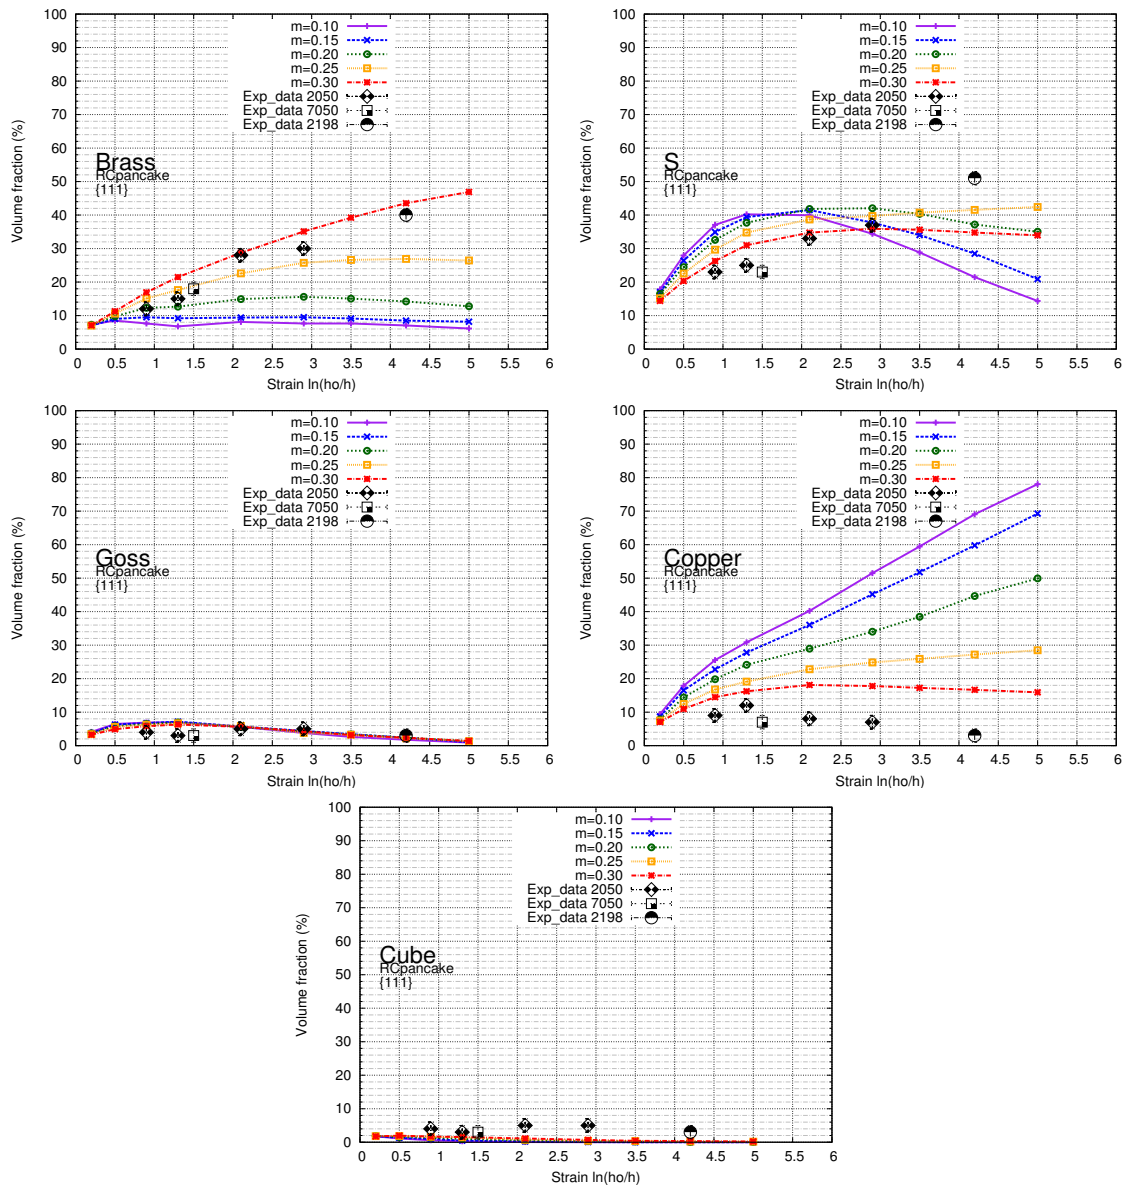 100
90
80
70
60
50
40
30
20
10
0
Volume fraction (%)
m=0.10
m=0.15
m=0.20
m=0.25
m=0.30
Exp_data 2050
Exp_data 7050
Exp_data 2198
Brass
RCpancake
{111}
0 0.5 1 1.5 2 2.5 3 3.5 4 4.5 5 5.5 6
Strain ln(ho/h)
100
90
80
70
60
50
40
30
20
10
0
Volume fraction (%)
m=0.10
m=0.15
m=0.20
m=0.25
m=0.30
Exp_data 2050
Exp_data 7050
Exp_data 2198
S
RCpancake
{111}
0 0.5 1 1.5 2 2.5 3 3.5 4 4.5 5 5.5 6
Strain ln(ho/h)
100
90
80
70
60
50
40
30
20
10
0
Volume fraction (%)
m=0.10
m=0.15
m=0.20
m=0.25
m=0.30
Exp_data 2050
Exp_data 7050
Exp_data 2198
Goss
RCpancake
{111}
0 0.5 1 1.5 2 2.5 3 3.5 4 4.5 5 5.5 6
Strain ln(ho/h)
100
90
80
70
60
50
40
30
20
10
0
Volume fraction (%)
m=0.10
m=0.15
m=0.20
m=0.25
m=0.30
Exp_data 2050
Exp_data 7050
Exp_data 2198
Copper
RCpancake
{111}
0 0.5 1 1.5 2 2.5 3 3.5 4 4.5 5 5.5 6
Strain ln(ho/h)
100
90
80
70
60
50
40
30
20
10
0
Volume fraction (%)
m=0.10
m=0.15
m=0.20
m=0.25
m=0.30
Exp_data 2050
Exp_data 7050
Exp_data 2198
Cube
RCpancake
{111}
0 0.5 1 1.5 2 2.5 3 3.5 4 4.5 5 5.5 6
Strain ln(ho/h)